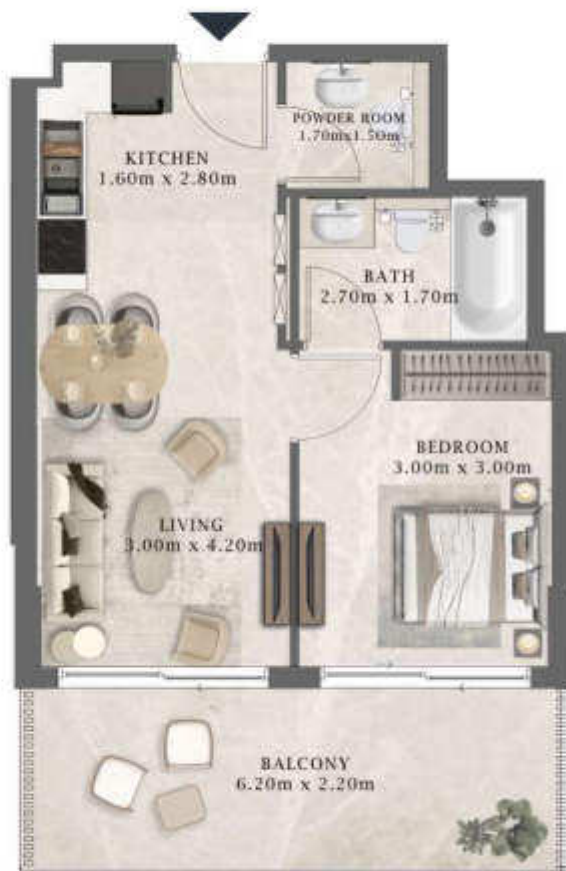 POWDER ROOM
1.70m x 1.50m
KITCHEN
1.60m x 2.80m
BATH
2.70m x 1.70m
BEDROOM
3.00m x 3.00m
LIVING
3.00m x 4.20m
BALCONY
6.20m x 2.20m